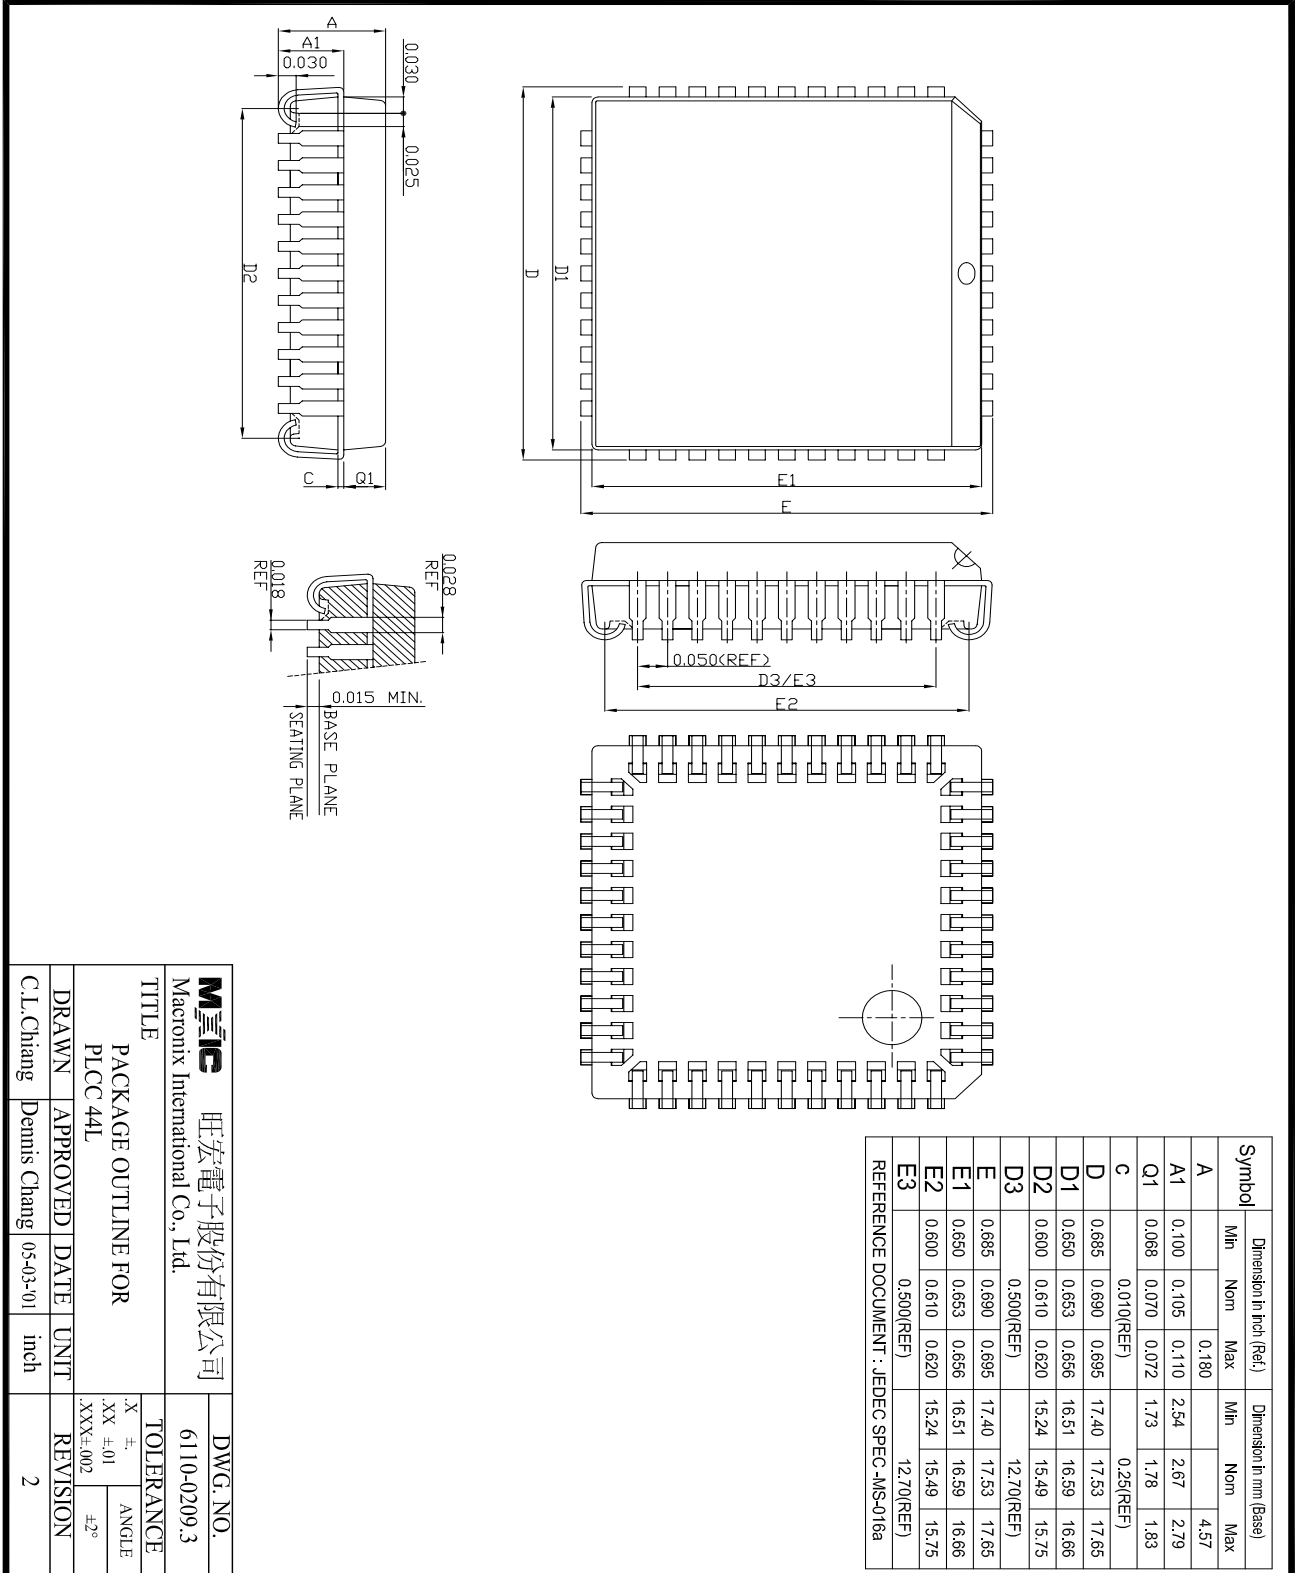 A
A1
0.030
0.030
0.025
D2
C
Q1
D
D1
E1
E
0.028
REF
0.018
REF
0.015 MIN.
BASE PLANE
SEATING PLANE
0.050(REF)
D3/E3
E2
Symbol Dimension in inch (Ref.) Dimension in mm (Base)
Min Nom Max Min Nom Max
A 0.180 4.57
A1 0.100 0.105 0.110 2.54 2.67 2.79
Q1 0.068 0.070 0.072 1.73 1.78 1.83
C 0.010(REF) 0.25(REF)
D 0.685 0.690 0.695 17.40 17.53 17.65
D1 0.650 0.653 0.656 16.51 16.59 16.66
D2 0.600 0.610 0.620 15.24 15.49 15.75
D3 0.500(REF) 12.70(REF)
E 0.685 0.690 0.695 17.40 17.53 17.65
E1 0.650 0.653 0.656 16.51 16.59 16.66
E2 0.600 0.610 0.620 15.24 15.49 15.75
E3 0.500(REF) 12.70(REF)
REFERENCE DOCUMENT : JEDEC SPEC -MS-016a
MXIC 旺宏電子股份有限公司
Macronix International Co., Ltd.
DWG. NO.
6110-0209.3
TITLE
PACKAGE OUTLINE FOR
PLCC 44L
TOLERANCE
.X ±.
.XX ±.01
.XXX±.002
ANGLE
±2°
DRAWN APPROVED DATE UNIT REVISION
C.L.Chiang Dennis Chang 05-03-'01 inch 2